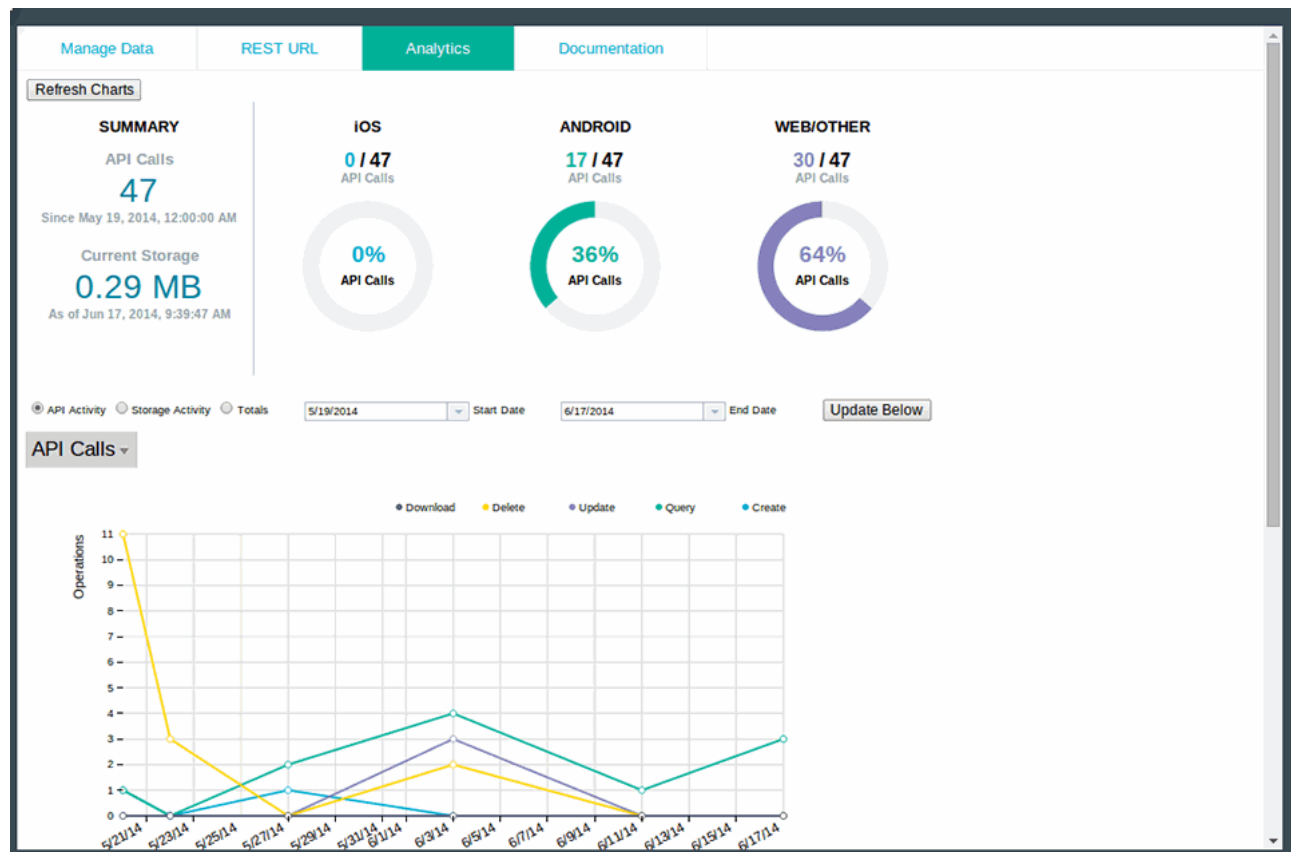 Manage Data REST URL Analytics Documentation
Refresh Charts
SUMMARY iOS ANDROID WEB/OTHER
API Calls 0 / 47 17 / 47 30 / 47
47 API Calls API Calls API Calls
Since May 19, 2014, 12:00:00 AM
Current Storage 0% 36% 64%
0.29 MB API Calls API Calls API Calls
As of Jun 17, 2014, 9:39:47 AM
API Activity Storage Activity Totals 5/19/2014 Start Date 6/17/2014 End Date Update Below
API Calls
Download Delete Update Query Create
Operations
11
10
9
8
7
6
5
4
3
2
1
0
5/21/14 5/23/14 5/25/14 5/27/14 5/29/14 5/31/14 6/1/14 6/3/14 6/5/14 6/7/14 6/9/14 6/11/14 6/13/14 6/15/14 6/17/14